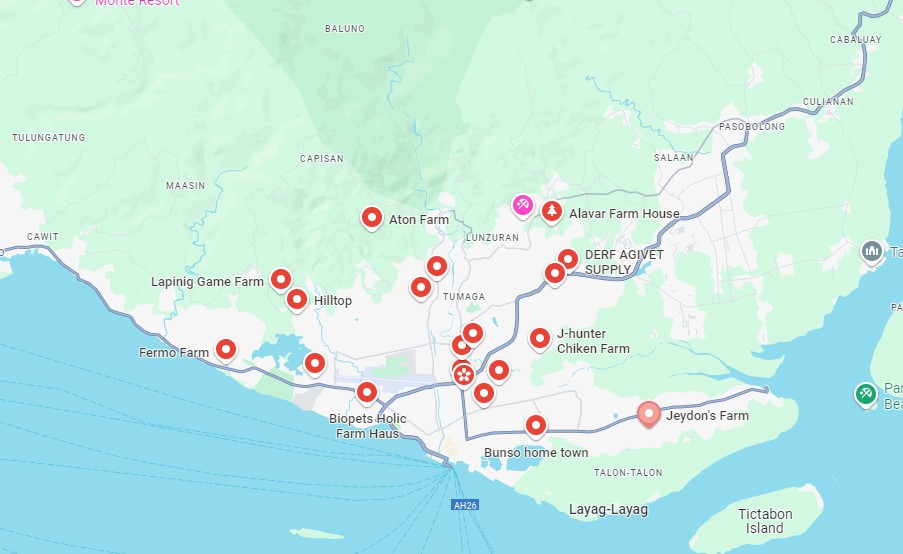 Monte Resort
BALUNO
CABALUAY
CULIANAN
PASOBOLONG
TULUNGATUNG
CAPISAN
SALAAN
MAASIN
Aton Farm
Alavar Farm House
CAWIT
LUNZURAN
DERF AGIVET
SUPPLY
Ta
Lapinig Game Farm
Hilltop
TUMAGA
PA
J-hunter
Chiken Farm
Fermo Farm
Par
Bea
Biopets Holic
Farm Haus
Jeydon's Farm
Bunso home town
TALON-TALON
AH26
Layag-Layag
Tictabon
Island